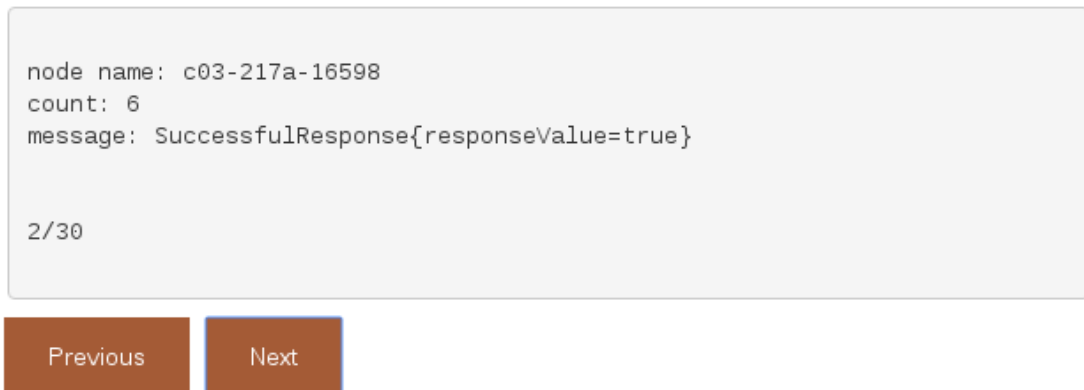 node name: c03-217a-16598
count: 6
message: SuccessfulResponse{responseValue=true}
2/30
Previous
Next